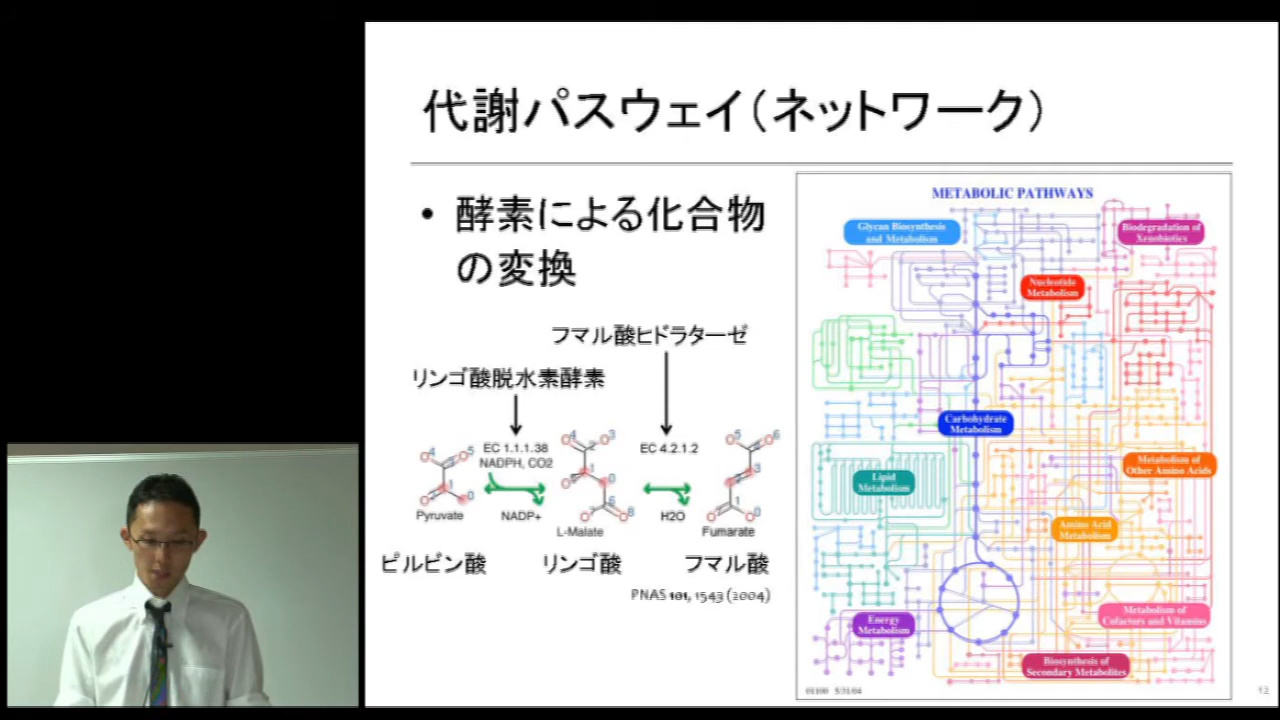 代謝パスウェイ（ネットワーク）
• 酵素による化合物
の変換
フマル酸ヒドラターゼ
リンゴ酸脱水素酵素
EC 1.1.1.38
NADPH, CO2
NADP+
EC 4.2.1.2
H2O
Pyruvate
L-Malate
Fumarate
ピルビン酸
リンゴ酸
フマル酸
PNAS 101, 1543 (2004)
METABOLIC PATHWAYS
Glycan Biosynthesis
and Metabolism
Biodegradation of
Xenobiotics
Nucleotide
Metabolism
Carbohydrate
Metabolism
Metabolism of
Other Amino Acids
Lipid
Metabolism
Amino Acid
Metabolism
Metabolism of
Cofactors and Vitamins
Energy
Metabolism
Biosynthesis of
Secondary Metabolites
01100 5/31/04
12